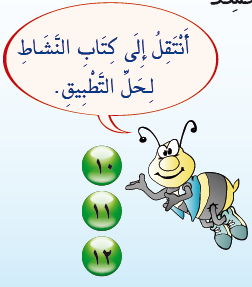 أَنْتَقِلُ إِلَى كِتَابِ النَّشَاطِ
لِحَلِّ التَّطْبِيقِ.
١٠
١١
١٢